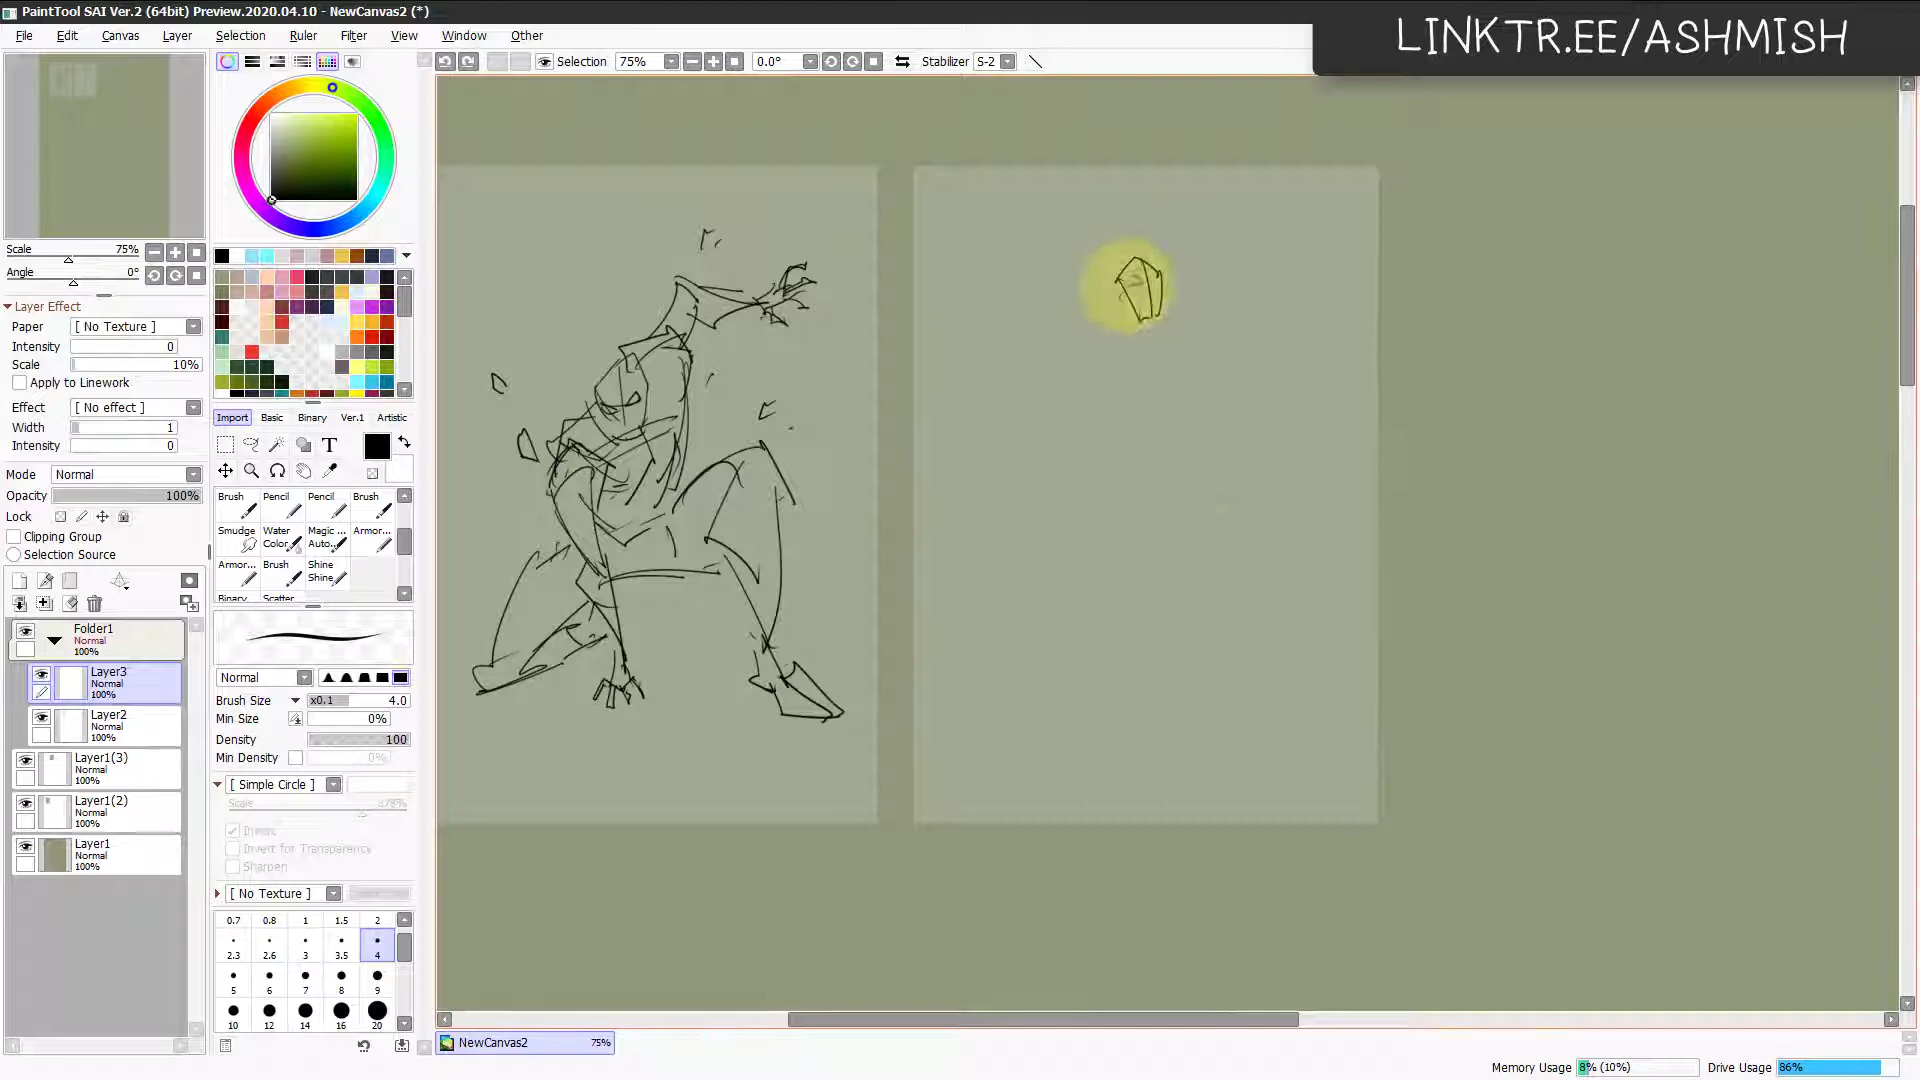 PaintTool SAI Ver.2 (64bit) Preview.2020.04.10 - NewCanvas2 (*)
LINKTR.EE/ASHMISH
File Edit Canvas Layer Selection Ruler Filter View Window Other
Selection 75% 0.0° Stabilizer S-2
Scale 75%
Angle 0°
Layer Effect
Paper [ No Texture ]
Intensity 0
Scale 10%
Apply to Linework
Effect [ No effect ]
Width 1
Intensity 0
Mode Normal
Opacity 100%
Lock
Clipping Group
Selection Source
Folder1
Normal
100%
Layer3
Normal
100%
Layer2
Normal
100%
Layer1(3)
Normal
100%
Layer1(2)
Normal
100%
Layer1
Normal
100%
Import Basic Binary Ver.1 Artistic
T
Brush Pencil Pencil Brush
Smudge Water Color... Magic ... Auto... Armor...
Armor... Brush Shine Shine
Binary Scatter
Normal
Brush Size x0.1 4.0
Min Size 0%
Density 100
Min Density 0%
[ Simple Circle ]
Scale 378%
Invert
Invert for Transparency
Sharpen
[ No Texture ]
0.7 0.8 1 1.5 2
2.3 2.6 3 3.5 4
5 6 7 8 9
10 12 14 16 20
NewCanvas2 75%
Memory Usage 8% (10%) Drive Usage 86%